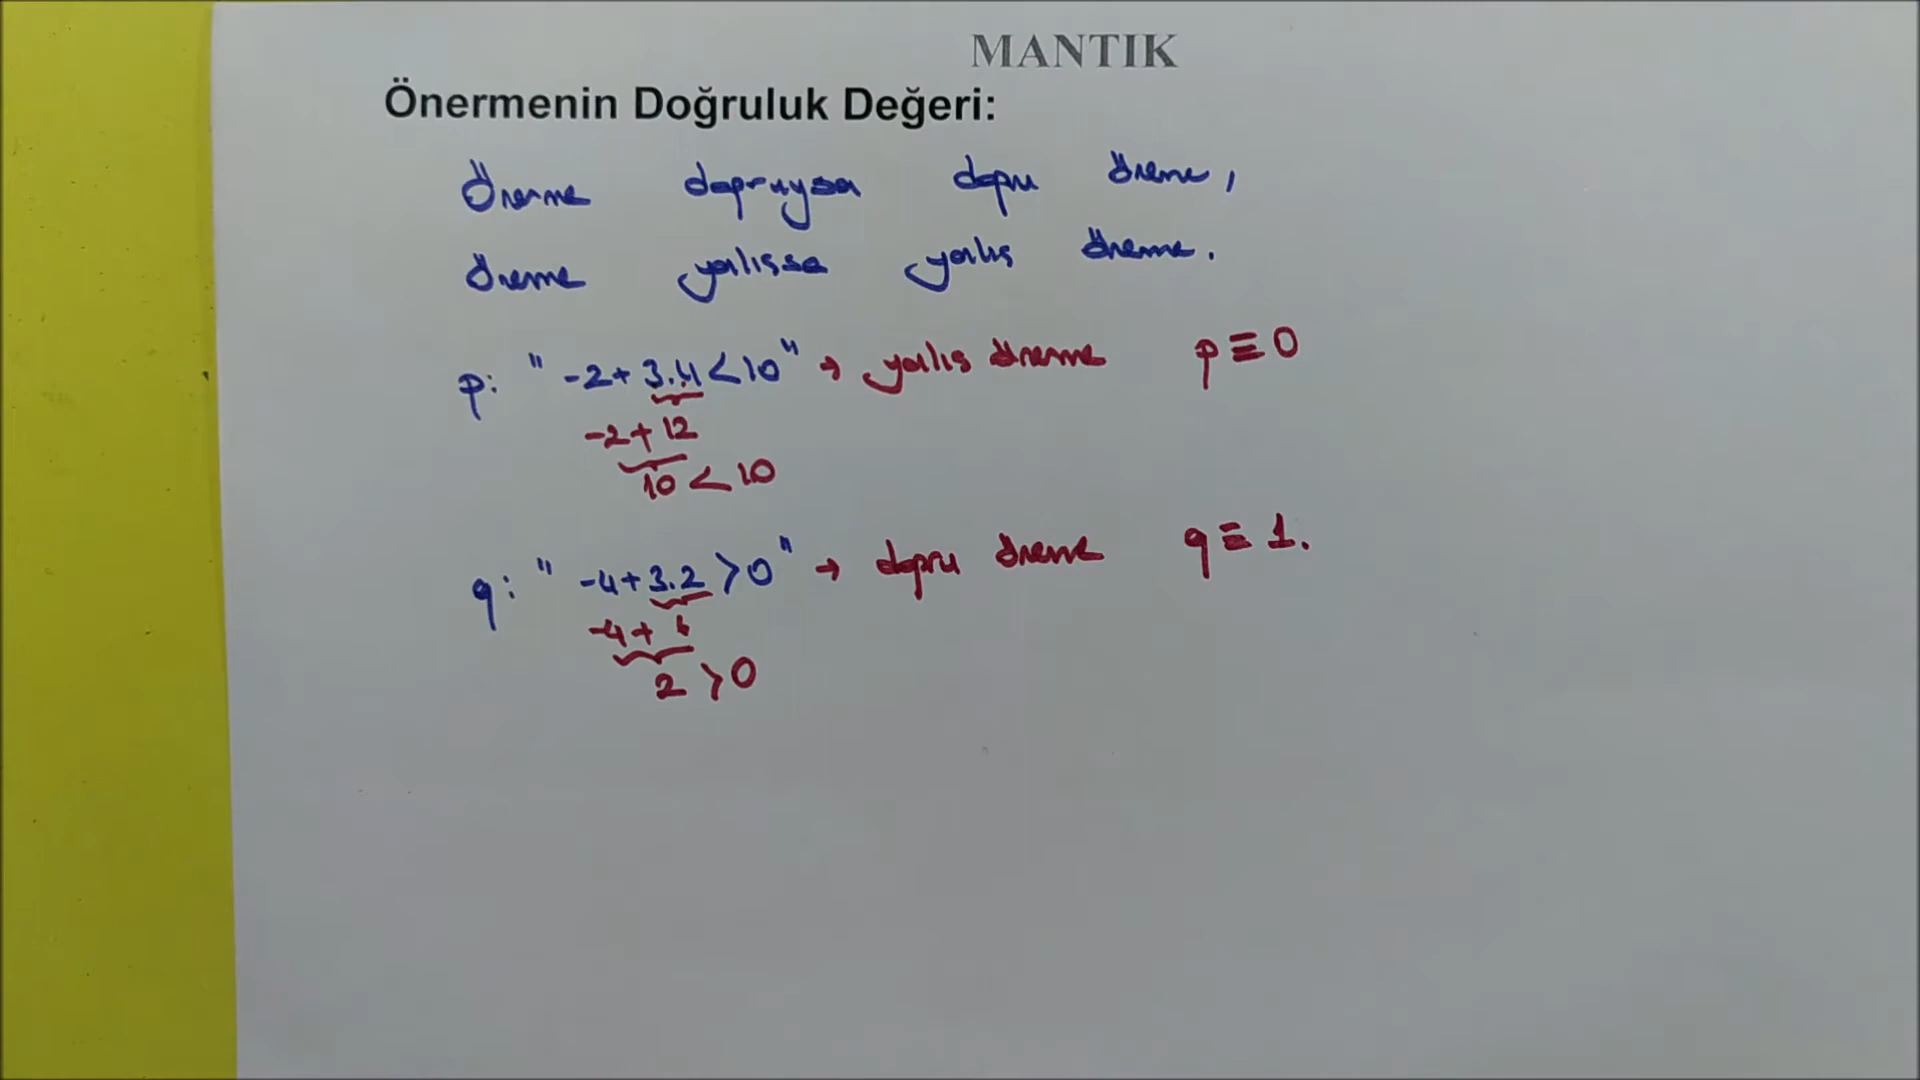 MANTIK
Önermenin Doğruluk Değeri:
Önerme doğruysa doğru önerme,
önerme yanlışsa yanlış önerme.
p: "-2+3.4<10" → yanlış önerme p≡0
-2+12
10<10
q: "-4+3.2>0" → doğru önerme q≡1.
-4+6
2>0